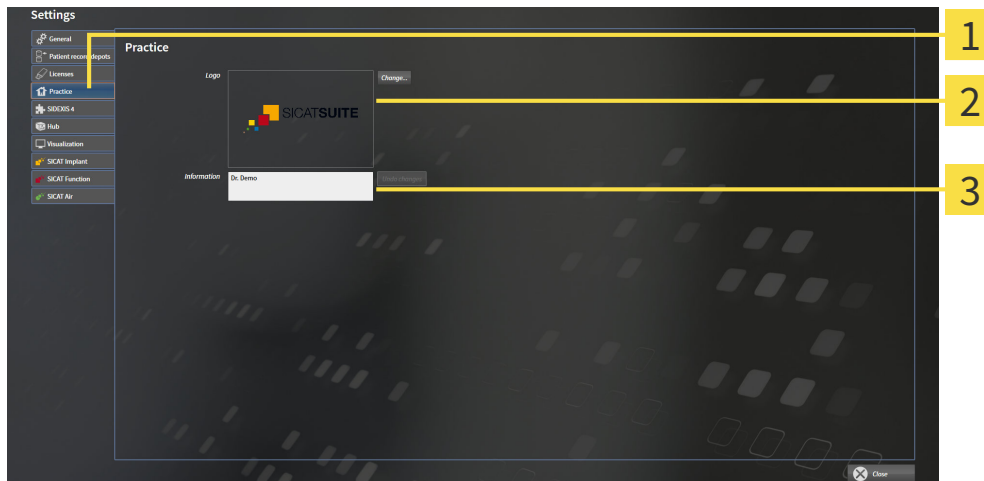 Settings
General
Patient record depots
Licenses
Practice
SIDEXIS 4
Hub
Visualization
SICAT Implant
SICAT Function
SICAT Air
Practice
Logo
SICATSUITE
Change...
Information
Dr. Demo
Undo changes
Close
1
2
3